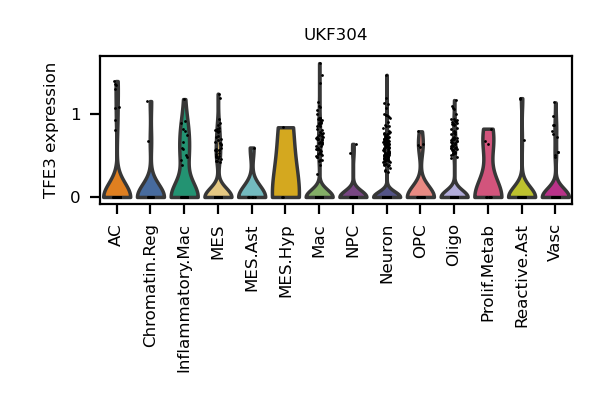 UKF304
TFE3 expression
1
0
AC
Chromatin.Reg
Inflammatory.Mac
MES
MES.Ast
MES.Hyp
Mac
NPC
Neuron
OPC
Oligo
Prolif.Metab
Reactive.Ast
Vasc